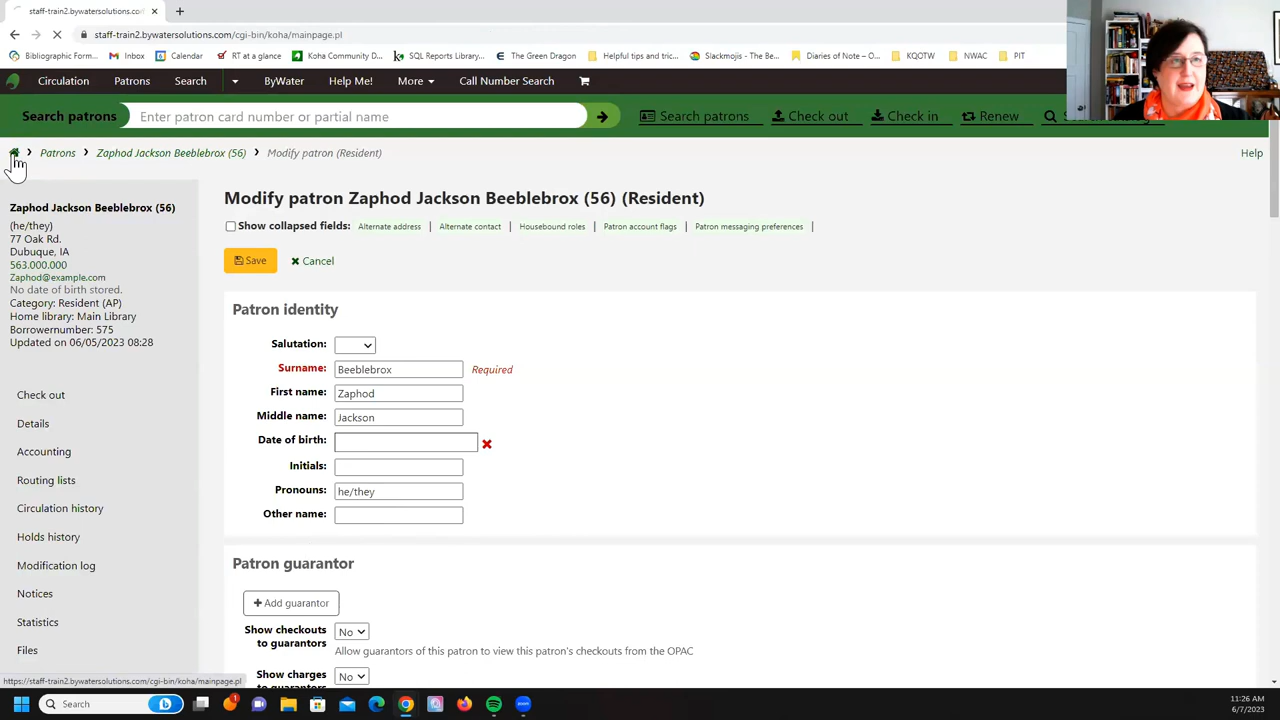 staff-train2.bywatersolutions.co
staff-train2.bywatersolutions.com/cgi-bin/koha/mainpage.pl
Bibliographic Form... Inbox Calendar RT at a glance Koha Community D... SQL Reports Library... The Green Dragon Helpful tips and tric... Slackmojis - The Be... Diaries of Note – O... KQOTW NWAC PIT
Circulation Patrons Search ByWater Help Me! More Call Number Search
Search patrons Enter patron card number or partial name Search patrons Check out Check in Renew
Patrons Zaphod Jackson Beeblebrox (56) Modify patron (Resident) Help
Zaphod Jackson Beeblebrox (56)
(he/they)
77 Oak Rd.
Dubuque, IA
563.000.000
Zaphod@example.com
No date of birth stored.
Category: Resident (AP)
Home library: Main Library
Borrowernumber: 575
Updated on 06/05/2023 08:28
Check out
Details
Accounting
Routing lists
Circulation history
Holds history
Modification log
Notices
Statistics
Files
Modify patron Zaphod Jackson Beeblebrox (56) (Resident)
Show collapsed fields: Alternate address | Alternate contact | Housebound roles | Patron account flags | Patron messaging preferences |
Save Cancel
Patron identity
Salutation:
Surname: Beeblebrox Required
First name: Zaphod
Middle name: Jackson
Date of birth:
Initials:
Pronouns: he/they
Other name:
Patron guarantor
+ Add guarantor
Show checkouts to guarantors No
Allow guarantors of this patron to view this patron's checkouts from the OPAC
Show charges No
https://staff-train2.bywatersolutions.com/cgi-bin/koha/mainpage.pl
Search
11:26 AM
6/7/2023